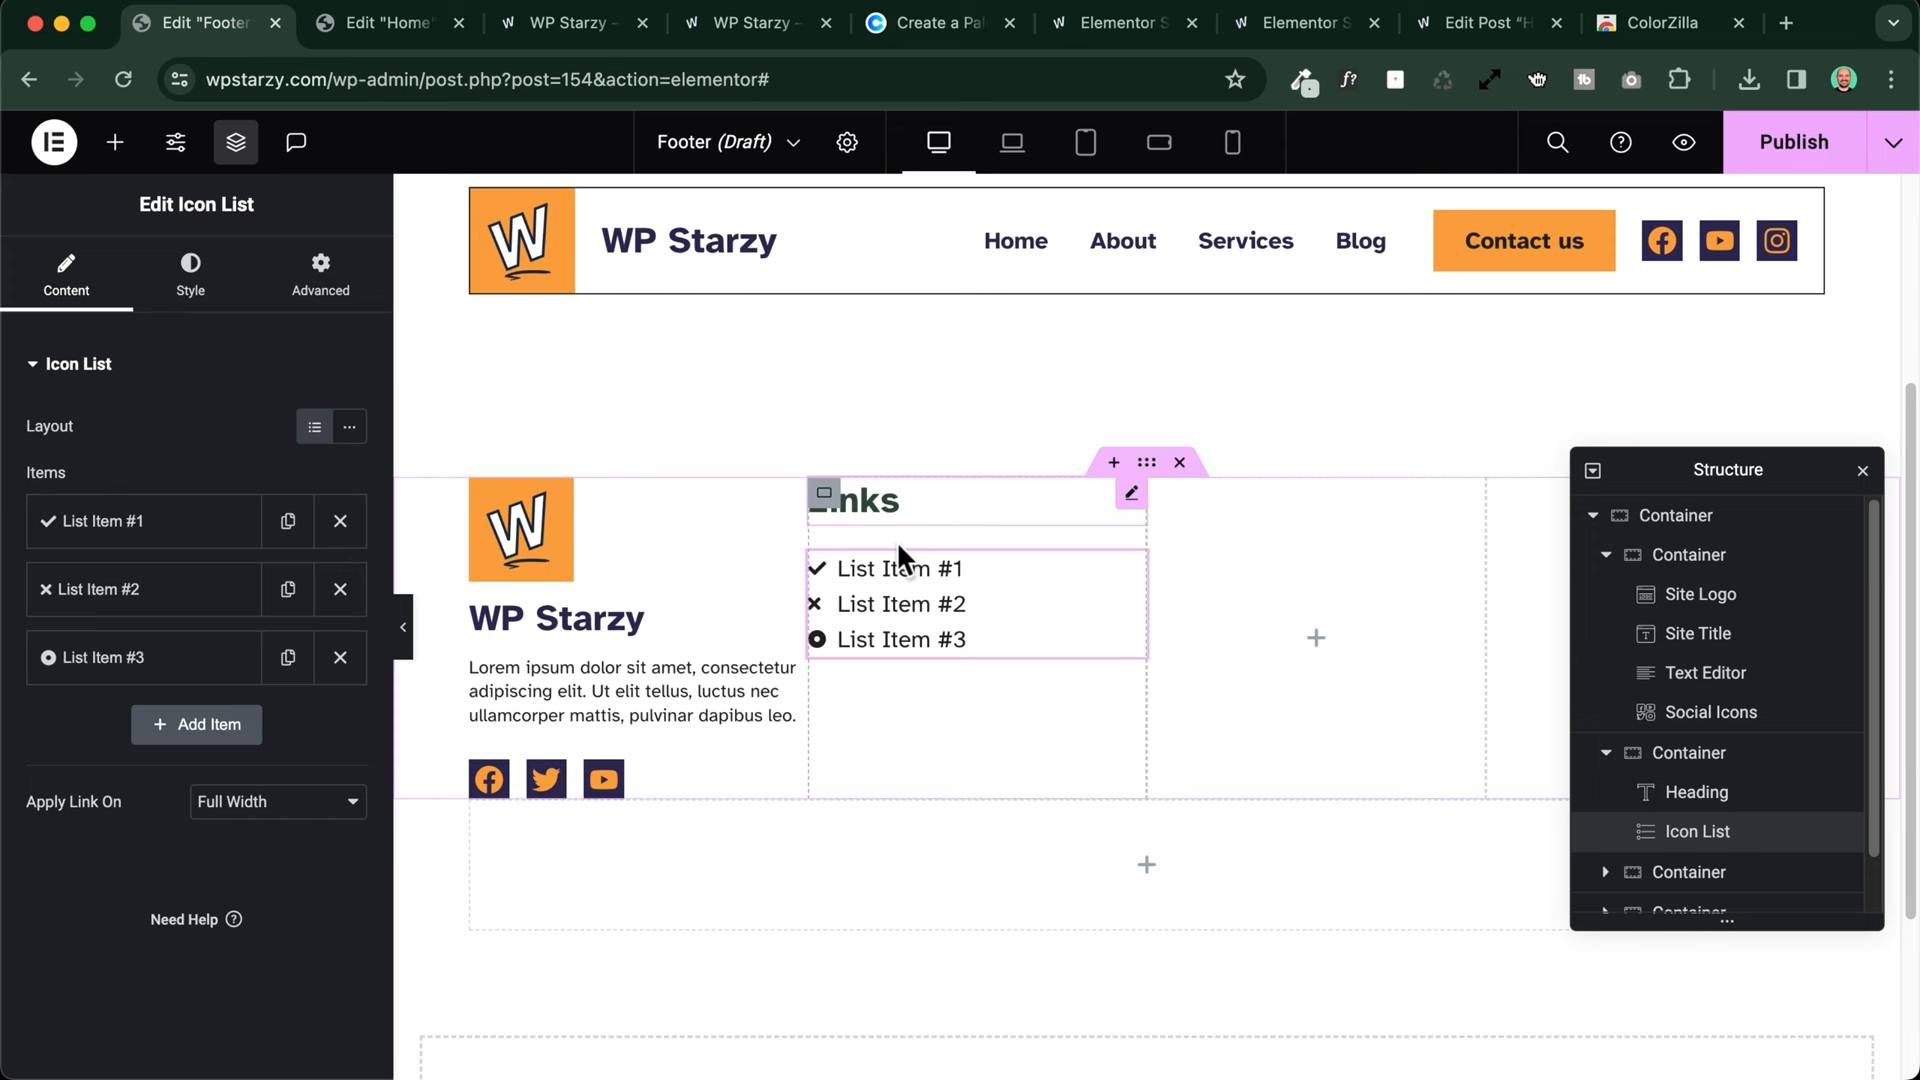 Edit "Footer
Edit "Home"
WP Starzy -
WP Starzy -
Create a Pal
Elementor S
Elementor S
Edit Post "H
ColorZilla
wpstarzy.com/wp-admin/post.php?post=154&action=elementor#
Footer (Draft)
Publish
Edit Icon List
Content
Style
Advanced
Icon List
Layout
Items
List Item #1
List Item #2
List Item #3
+ Add Item
Apply Link On
Full Width
Need Help
W
WP Starzy
Home
About
Services
Blog
Contact us
W
WP Starzy
Lorem ipsum dolor sit amet, consectetur
adipiscing elit. Ut elit tellus, luctus nec
ullamcorper mattis, pulvinar dapibus leo.
Links
List Item #1
List Item #2
List Item #3
Structure
Container
Container
Site Logo
Site Title
Text Editor
Social Icons
Container
Heading
Icon List
Container
Container